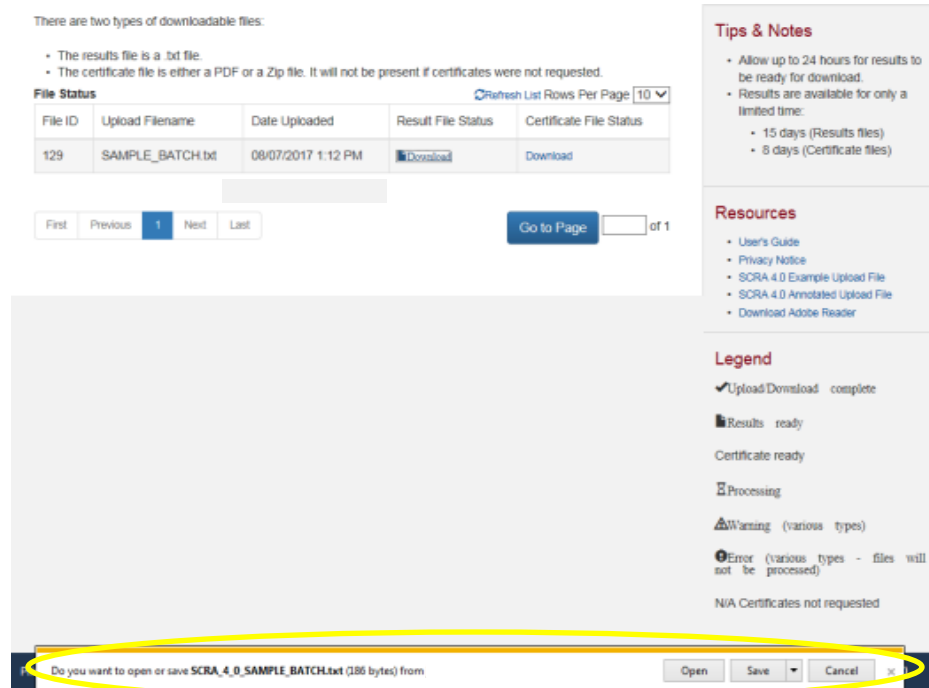 There are two types of downloadable files:
• The results file is a .txt file.
• The certificate file is either a PDF or a Zip file. It will not be present if certificates were not requested.
File Status
Refresh List Rows Per Page 10
File ID Upload Filename Date Uploaded Result File Status Certificate File Status
129 SAMPLE_BATCH.txt 08/07/2017 1:12 PM Download Download
First Previous 1 Next Last
Go to Page of 1
Tips & Notes
• Allow up to 24 hours for results to
be ready for download.
• Results are available for only a
limited time:
• 15 days (Results files)
• 8 days (Certificate files)
Resources
• User's Guide
• Privacy Notice
• SCRA 4.0 Example Upload File
• SCRA 4.0 Annotated Upload File
• Download Adobe Reader
Legend
Upload/Download complete
Results ready
Certificate ready
Processing
Warning (various types)
Error (various types - files will
not be processed)
N/A Certificates not requested
Do you want to open or save SCRA_4_0_SAMPLE_BATCH.txt (186 bytes) from
Open Save Cancel ×